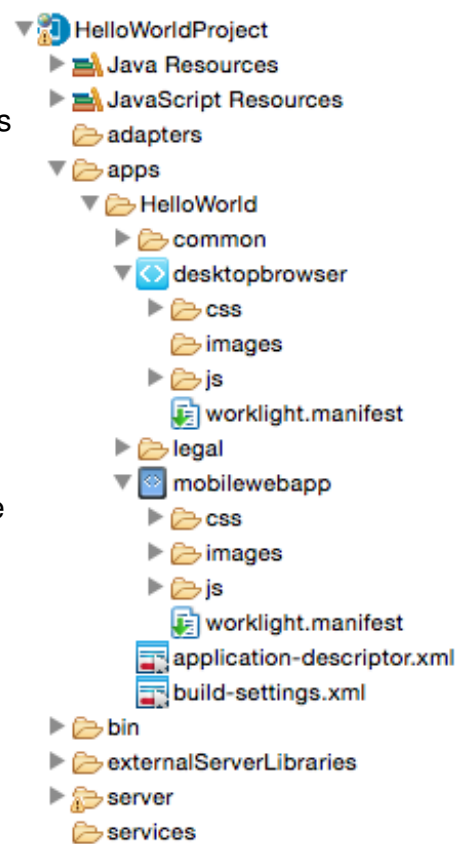 HelloWorldProject
Java Resources
JavaScript Resources
s
adapters
apps
HelloWorld
common
desktopbrowser
css
images
js
worklight.manifest
legal
mobilewebapp
e
css
images
js
worklight.manifest
application-descriptor.xml
build-settings.xml
bin
externalServerLibraries
server
services